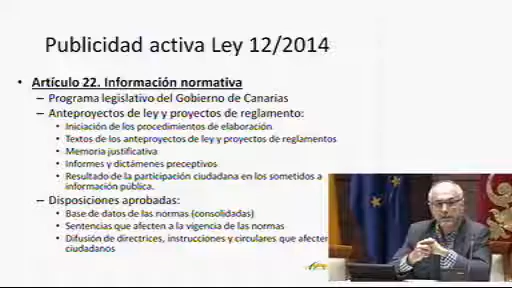 Publicidad activa Ley 12/2014
• Artículo 22. Información normativa
– Programa legislativo del Gobierno de Canarias
– Anteproyectos de ley y proyectos de reglamento:
• Iniciación de los procedimientos de elaboración
• Textos de los anteproyectos de ley y proyectos de reglamentos
• Memoria justificativa
• Informes y dictámenes preceptivos
• Resultado de la participación ciudadana en los sometidos a
información pública.
– Disposiciones aprobadas:
• Base de datos de las normas (consolidadas)
• Sentencias que afecten a la vigencia de las normas
• Difusión de directrices, instrucciones y circulares que afecten
ciudadanos